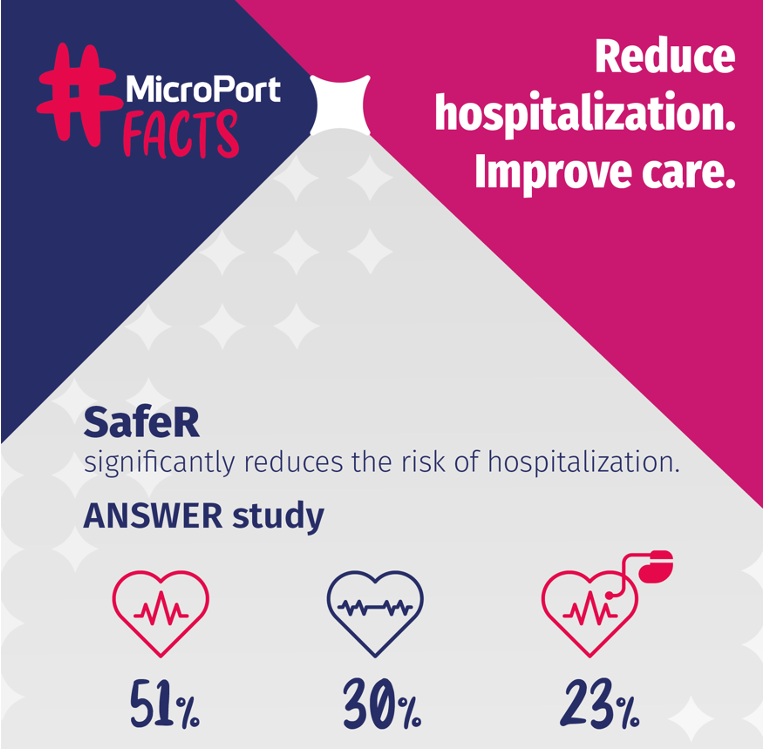 #MicroPort
FACTS
Reduce
hospitalization.
Improve care.
SafeR
significantly reduces the risk of hospitalization.
ANSWER study
51% 30% 23%